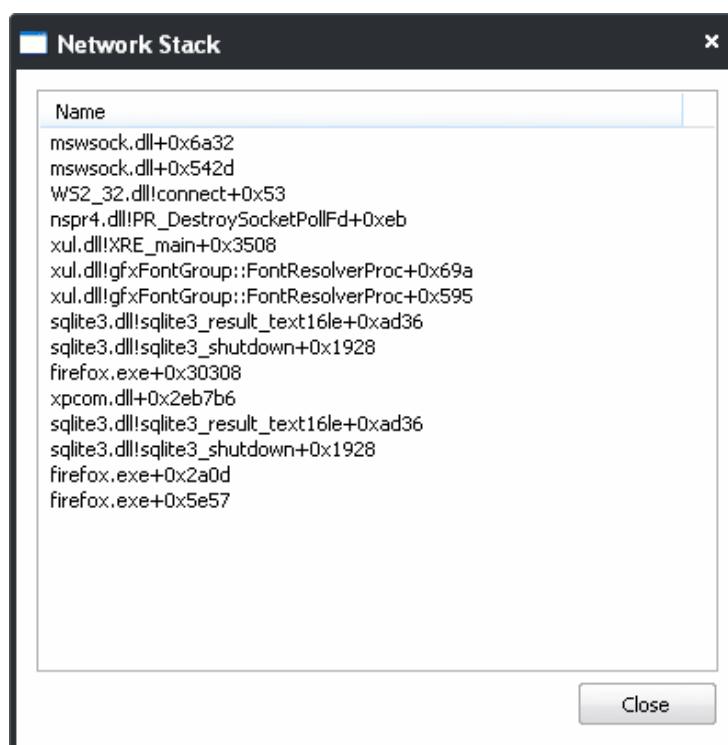 Network Stack
Name
mswsock.dll+0x6a32
mswsock.dll+0x542d
WS2_32.dll!connect+0x53
nspr4.dll!PR_DestroySocketPollFd+0xeb
xul.dll!XRE_main+0x3508
xul.dll!gfxFontGroup::FontResolverProc+0x69a
xul.dll!gfxFontGroup::FontResolverProc+0x595
sqlite3.dll!sqlite3_result_text16le+0xad36
sqlite3.dll!sqlite3_shutdown+0x1928
firefox.exe+0x30308
xpcom.dll+0x2eb7b6
sqlite3.dll!sqlite3_result_text16le+0xad36
sqlite3.dll!sqlite3_shutdown+0x1928
firefox.exe+0x2a0d
firefox.exe+0x5e57
Close